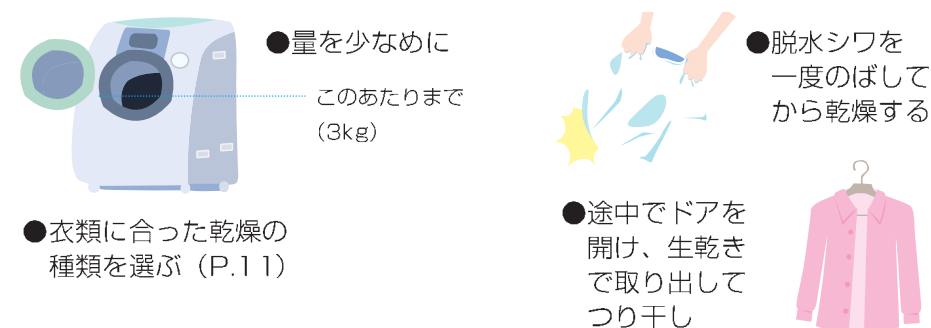 ●量を少なめに
このあたりまで
(3kg)
●衣類に合った乾燥の
種類を選ぶ(P.11)
●脱水シワを
一度のばして
から乾燥する
●途中でドアを
開け、生乾き
で取り出して
つり干し